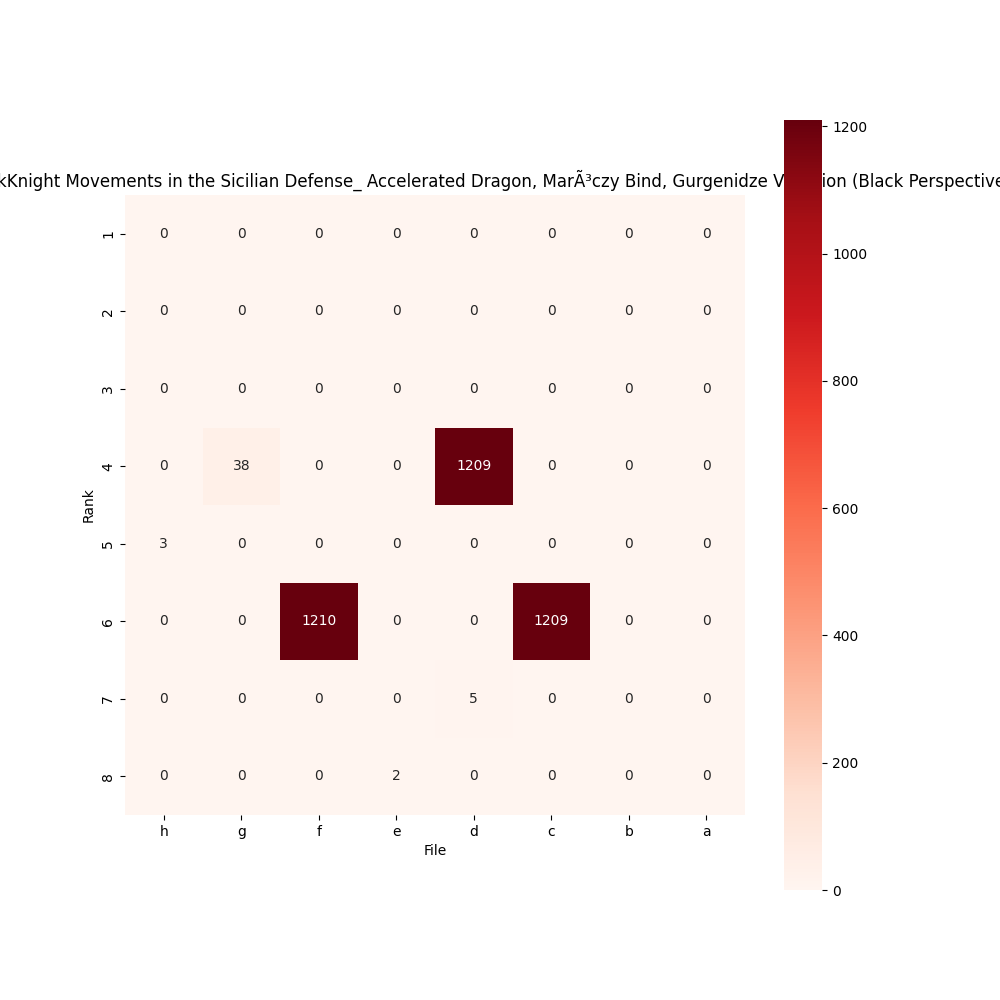 1200
kKnight Movements in the Sicilian Defense_ Accelerated Dragon, MarÃ³czy Bind, Gurgenidze V ion (Black Perspective
1 0 0 0 0 0 0 0 0
1000
2 0 0 0 0 0 0 0 0
3 0 0 0 0 0 0 0 0
800
4 0 38 0 0 1209 0 0 0
Rank
600
5 3 0 0 0 0 0 0 0
6 0 0 1210 0 0 1209 0 0
400
7 0 0 0 0 5 0 0 0
200
8 0 0 0 2 0 0 0 0
h g f e d c b a
File
0